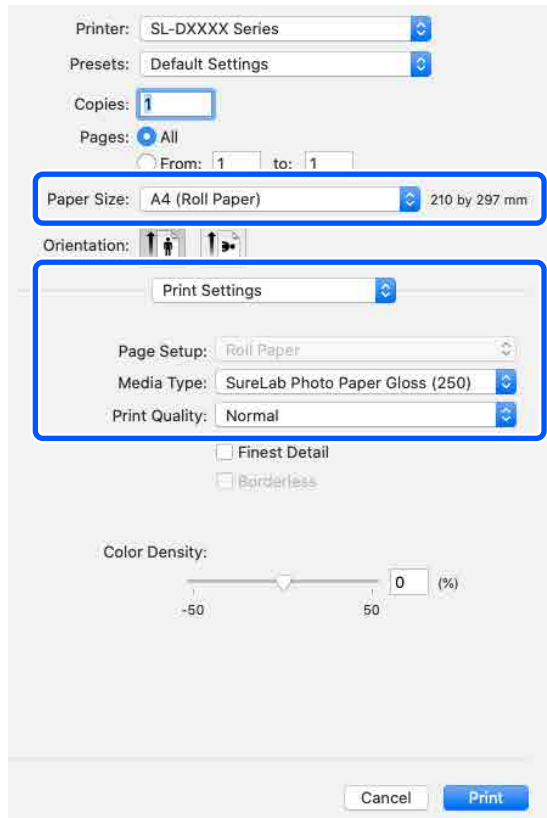 Printer: SL-DXXXX Series
Presets: Default Settings
Copies: 1
Pages: All
From: 1 to: 1
Paper Size: A4 (Roll Paper) 210 by 297 mm
Orientation:
Print Settings
Page Setup: Roll Paper
Media Type: SureLab Photo Paper Gloss (250)
Print Quality: Normal
Finest Detail
Borderless
Color Density:
0 (%)
-50 50
Cancel Print